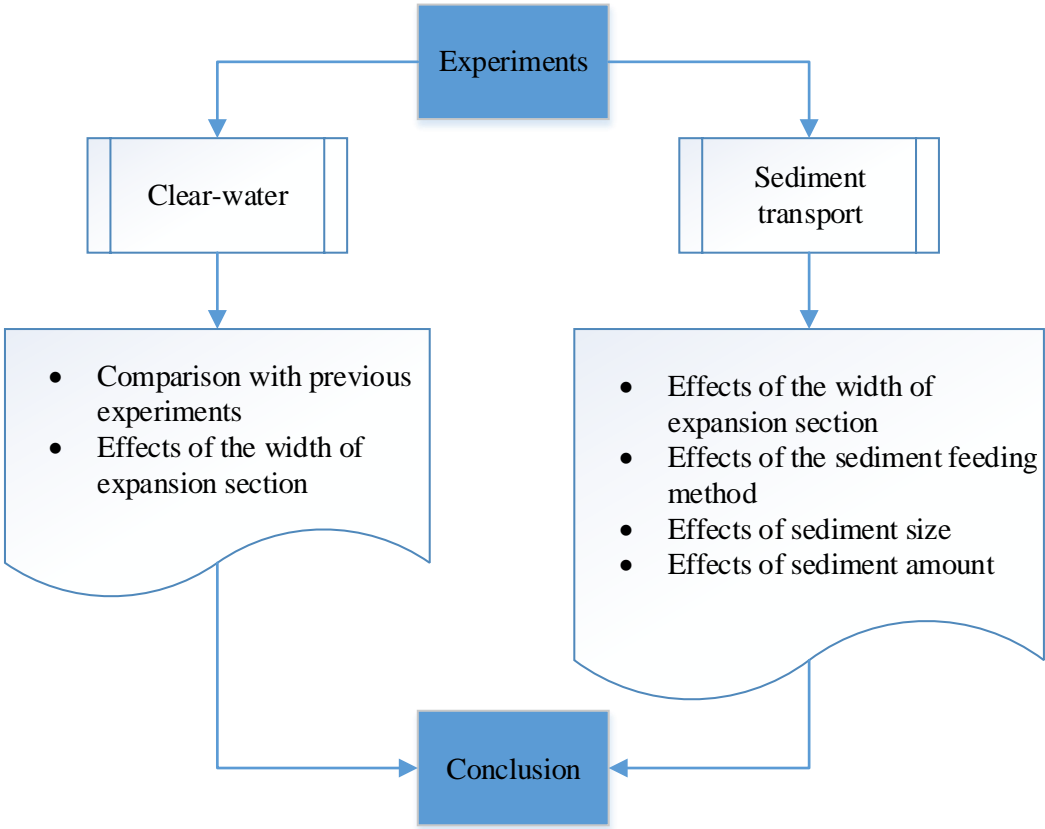 Experiments
Clear-water
Sediment
transport
• Comparison with previous
experiments
• Effects of the width of
expansion section
• Effects of the width of
expansion section
• Effects of the sediment feeding
method
• Effects of sediment size
• Effects of sediment amount
Conclusion